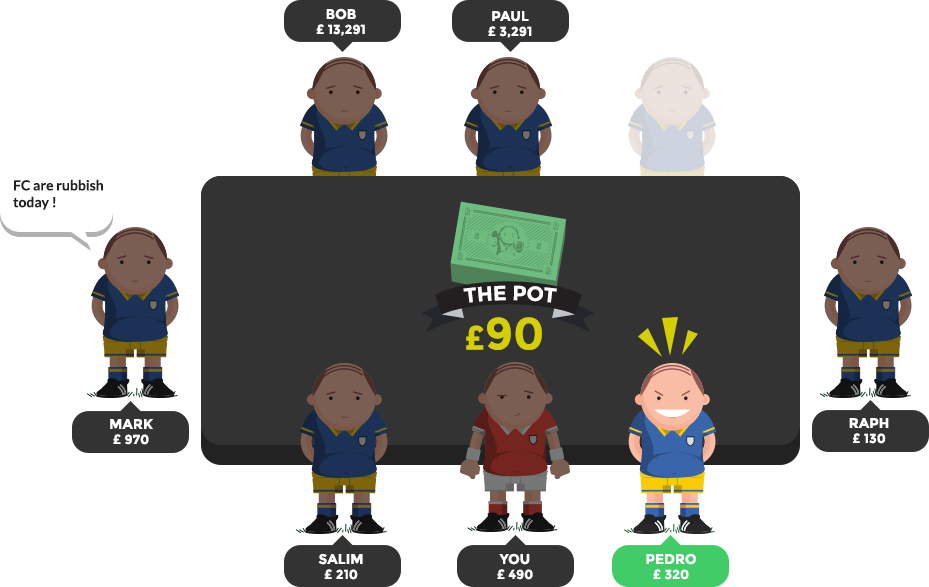 BOB
£ 13,291
PAUL
£ 3,291
FC are rubbish
today !
THE POT
£90
MARK
£ 970
RAPH
£ 130
SALIM
£ 210
YOU
£ 490
PEDRO
£ 320